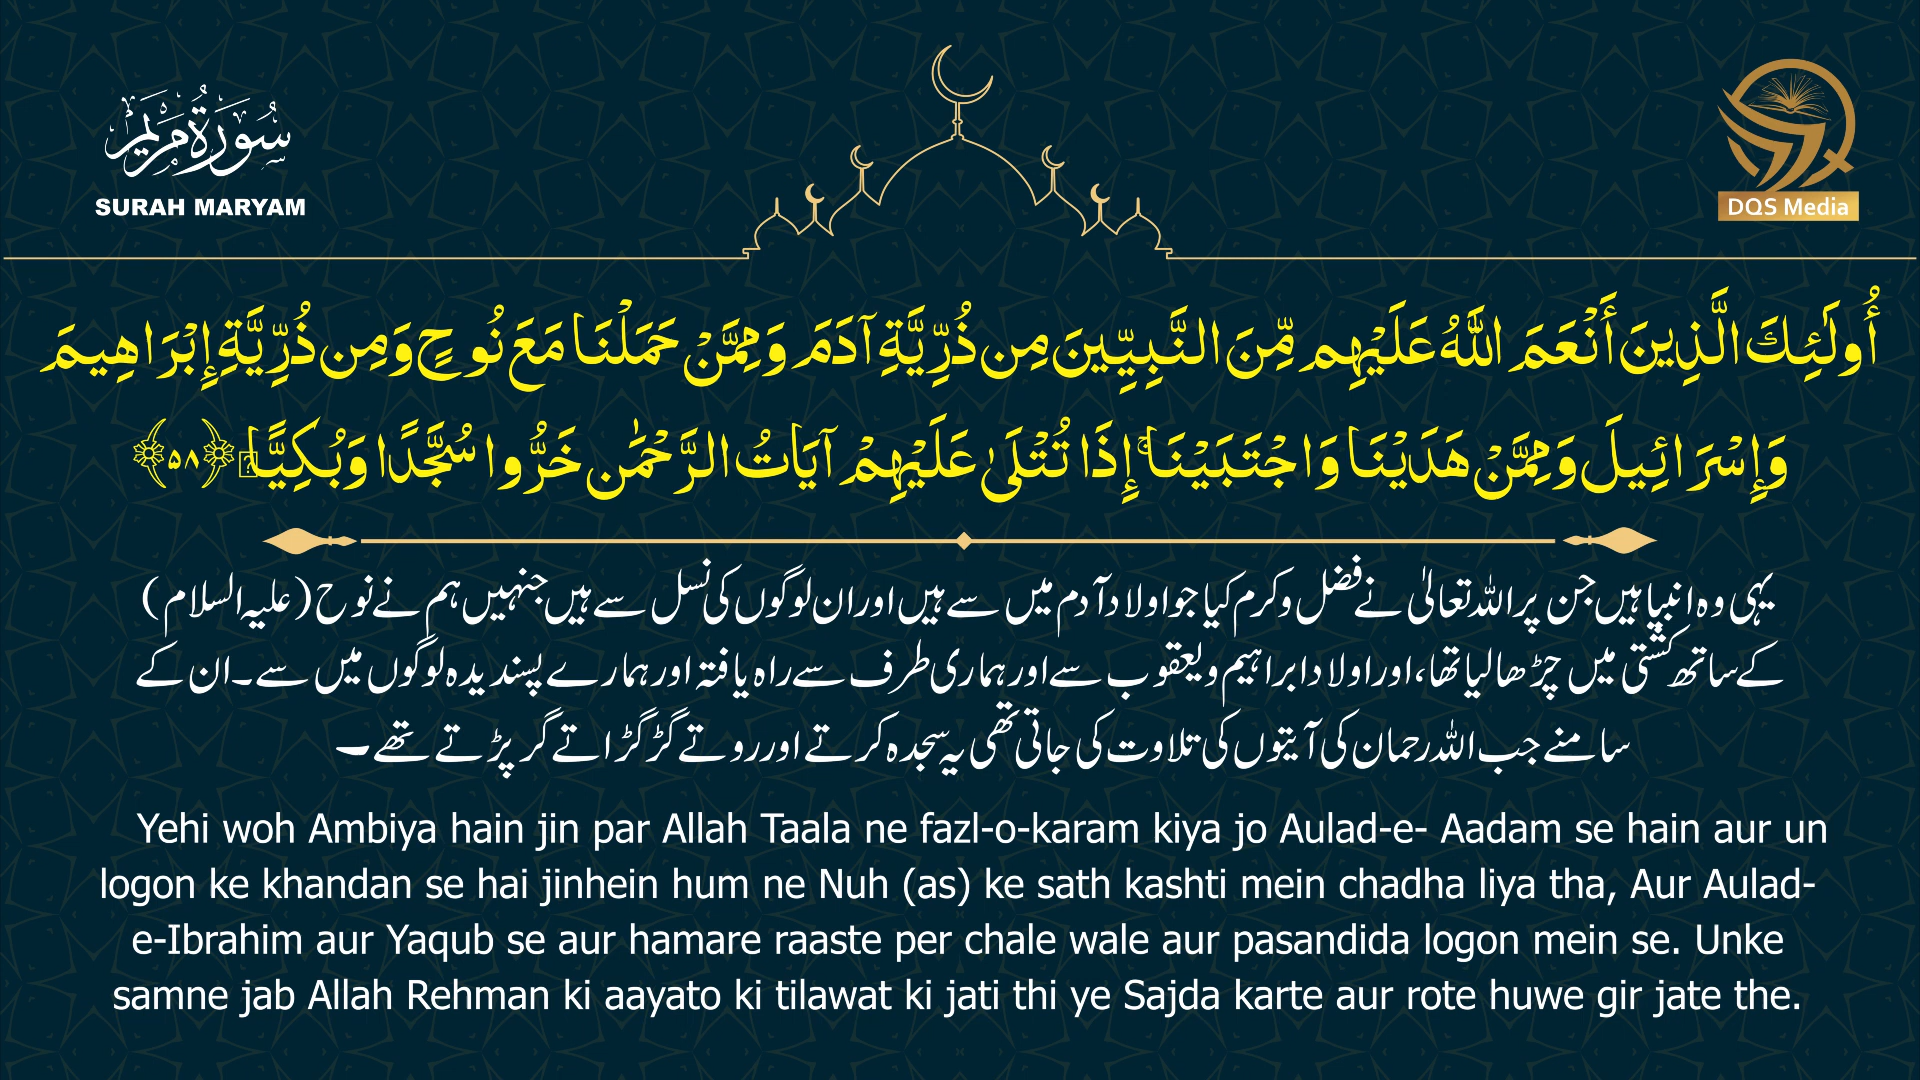 سُورَةُ مَرْيَم
SURAH MARYAM
DQS Media
أُولَٰئِكَ الَّذِينَ أَنْعَمَ اللَّهُ عَلَيْهِم مِّنَ النَّبِيِّينَ مِن ذُرِّيَّةِ آدَمَ وَمِمَّنْ حَمَلْنَا مَعَ نُوحٍ وَمِن ذُرِّيَّةِ إِبْرَاهِيمَ
وَإِسْرَائِيلَ وَمِمَّنْ هَدَيْنَا وَاجْتَبَيْنَا ۚ إِذَا تُتْلَىٰ عَلَيْهِمْ آيَاتُ الرَّحْمَٰن خَرُّوا سُجَّدًا وَبُكِيًّا ﴿٥٨﴾
یہی وہ انبیا ہیں جن پر اللہ تعالیٰ نے فضل وکرم کیا جو اولاد آدم میں سے ہیں اور ان لوگوں کی نسل سے ہیں جنہیں ہم نے نوح (علیہ السلام)
کے ساتھ کشتی میں چڑھا لیا تھا، اور اولاد ابراہیم و یعقوب سے اور ہماری طرف سے راہ یافتہ اور ہمارے پسندیدہ لوگوں میں سے۔ ان کے
سامنے جب اللہ رحمان کی آیتوں کی تلاوت کی جاتی تھی یہ سجدہ کرتے اور روتے گڑگڑاتے گر پڑتے تھے۔
Yehi woh Ambiya hain jin par Allah Taala ne fazl-o-karam kiya jo Aulad-e- Aadam se hain aur un
logon ke khandan se hai jinhein hum ne Nuh (as) ke sath kashti mein chadha liya tha, Aur Aulad-
e-Ibrahim aur Yaqub se aur hamare raaste per chale wale aur pasandida logon mein se. Unke
samne jab Allah Rehman ki aayato ki tilawat ki jati thi ye Sajda karte aur rote huwe gir jate the.